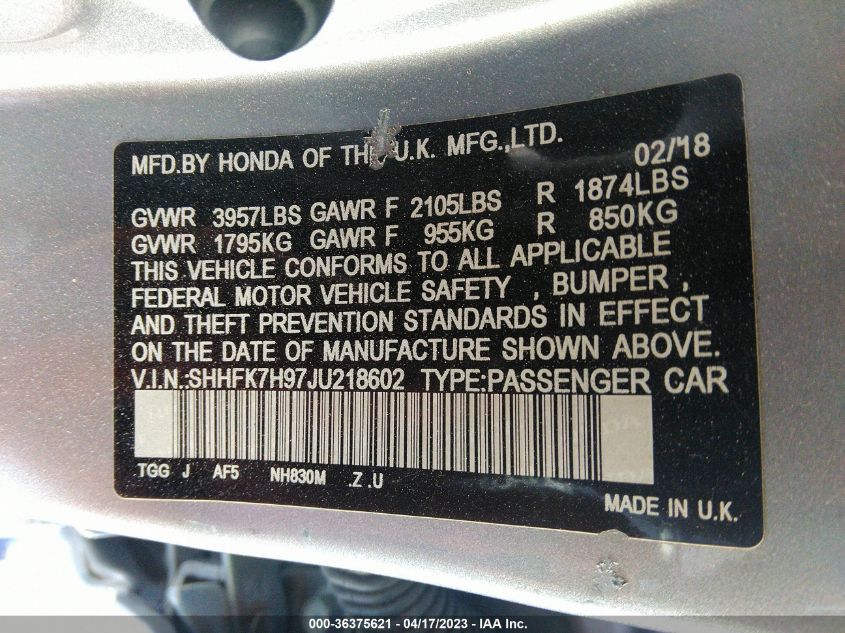 MFD.BY HONDA OF THE U.K. MFG.,LTD. 02/18
GVWR 3957LBS GAWR F 2105LBS R 1874LBS
GVWR 1795KG GAWR F 955KG R 850KG
THIS VEHICLE CONFORMS TO ALL APPLICABLE
FEDERAL MOTOR VEHICLE SAFETY , BUMPER ,
AND THEFT PREVENTION STANDARDS IN EFFECT
ON THE DATE OF MANUFACTURE SHOWN ABOVE.
V.I.N.:SHHFK7H97JU218602 TYPE:PASSENGER CAR
TGG J AF5 NH830M .Z .U
MADE IN U.K.
000-36375621 - 04/17/2023 - IAA Inc.